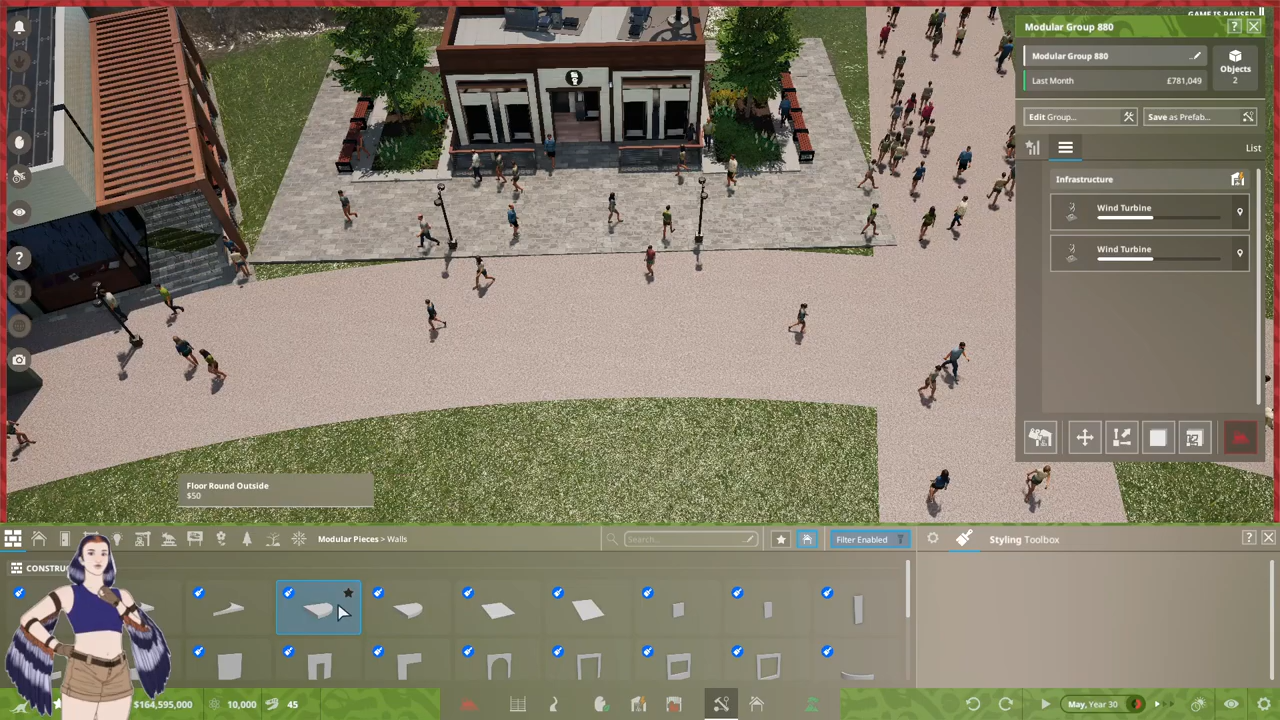 GAME IS PAUSED
Modular Group 880
?
Modular Group 880
Objects
2
Last Month £781,049
Edit Group...
Save as Prefab...
List
Infrastructure
Wind Turbine
Wind Turbine
?
Floor Round Outside
$50
Modular Pieces > Walls
Search...
Filter Enabled
Styling Toolbox
?
CONSTRU
$164,595,000
10,000
45
May, Year 30